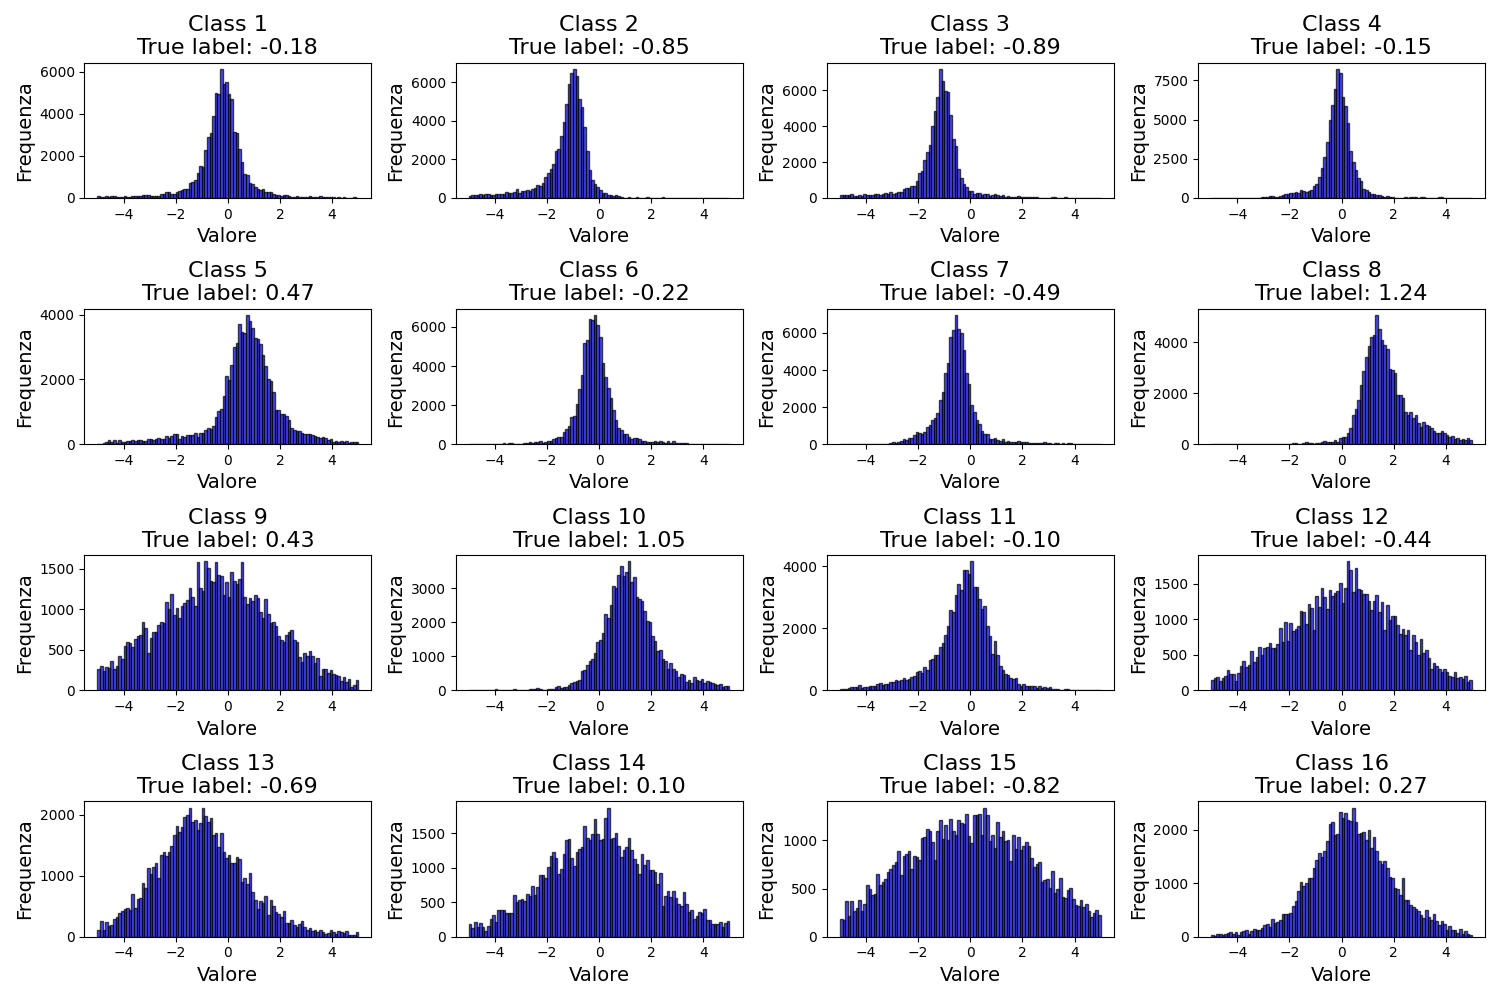 Class 1
True label: -0.18
Frequenza
6000
4000
2000
0
−4 −2 0 2 4
Valore
Class 2
True label: -0.85
Frequenza
6000
4000
2000
0
−4 −2 0 2 4
Valore
Class 3
True label: -0.89
Frequenza
6000
4000
2000
0
−4 −2 0 2 4
Valore
Class 4
True label: -0.15
Frequenza
7500
5000
2500
0
−4 −2 0 2 4
Valore
Class 5
True label: 0.47
Frequenza
4000
2000
0
−4 −2 0 2 4
Valore
Class 6
True label: -0.22
Frequenza
6000
4000
2000
0
−4 −2 0 2 4
Valore
Class 7
True label: -0.49
Frequenza
6000
4000
2000
0
−4 −2 0 2 4
Valore
Class 8
True label: 1.24
Frequenza
4000
2000
0
−4 −2 0 2 4
Valore
Class 9
True label: 0.43
Frequenza
1500
1000
500
0
−4 −2 0 2 4
Valore
Class 10
True label: 1.05
Frequenza
3000
2000
1000
0
−4 −2 0 2 4
Valore
Class 11
True label: -0.10
Frequenza
4000
2000
0
−4 −2 0 2 4
Valore
Class 12
True label: -0.44
Frequenza
1500
1000
500
0
−4 −2 0 2 4
Valore
Class 13
True label: -0.69
Frequenza
2000
1000
0
−4 −2 0 2 4
Valore
Class 14
True label: 0.10
Frequenza
1500
1000
500
0
−4 −2 0 2 4
Valore
Class 15
True label: -0.82
Frequenza
1000
500
0
−4 −2 0 2 4
Valore
Class 16
True label: 0.27
Frequenza
2000
1000
0
−4 −2 0 2 4
Valore